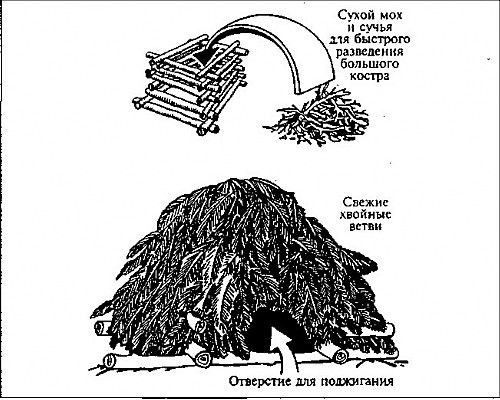 Сухой мох
и сучья
для быстрого
разведения
большого
костра
Свежие
хвойные
ветви
Отверстие для поджигания